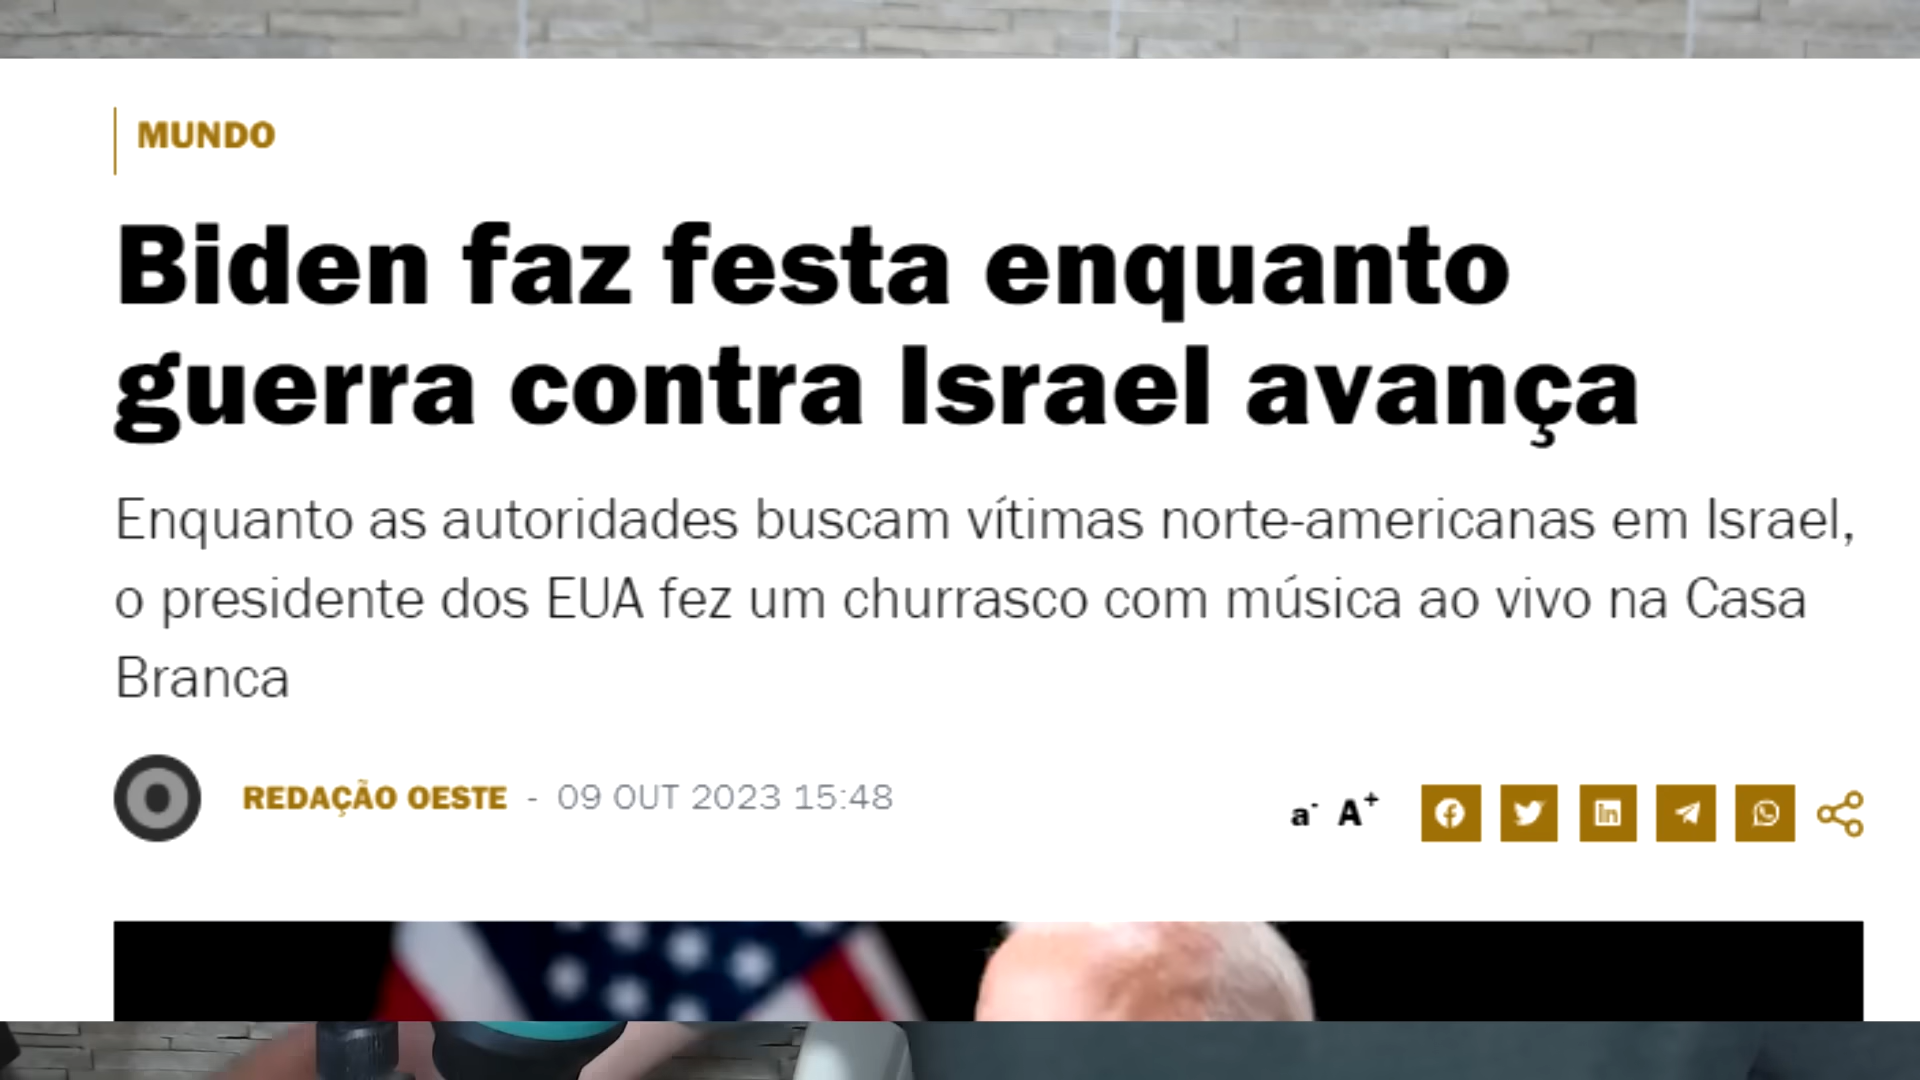 MUNDO
Biden faz festa enquanto
guerra contra Israel avança
Enquanto as autoridades buscam vítimas norte-americanas em Israel,
o presidente dos EUA fez um churrasco com música ao vivo na Casa
Branca
REDAÇÃO OESTE - 09 OUT 2023 15:48
a- A+